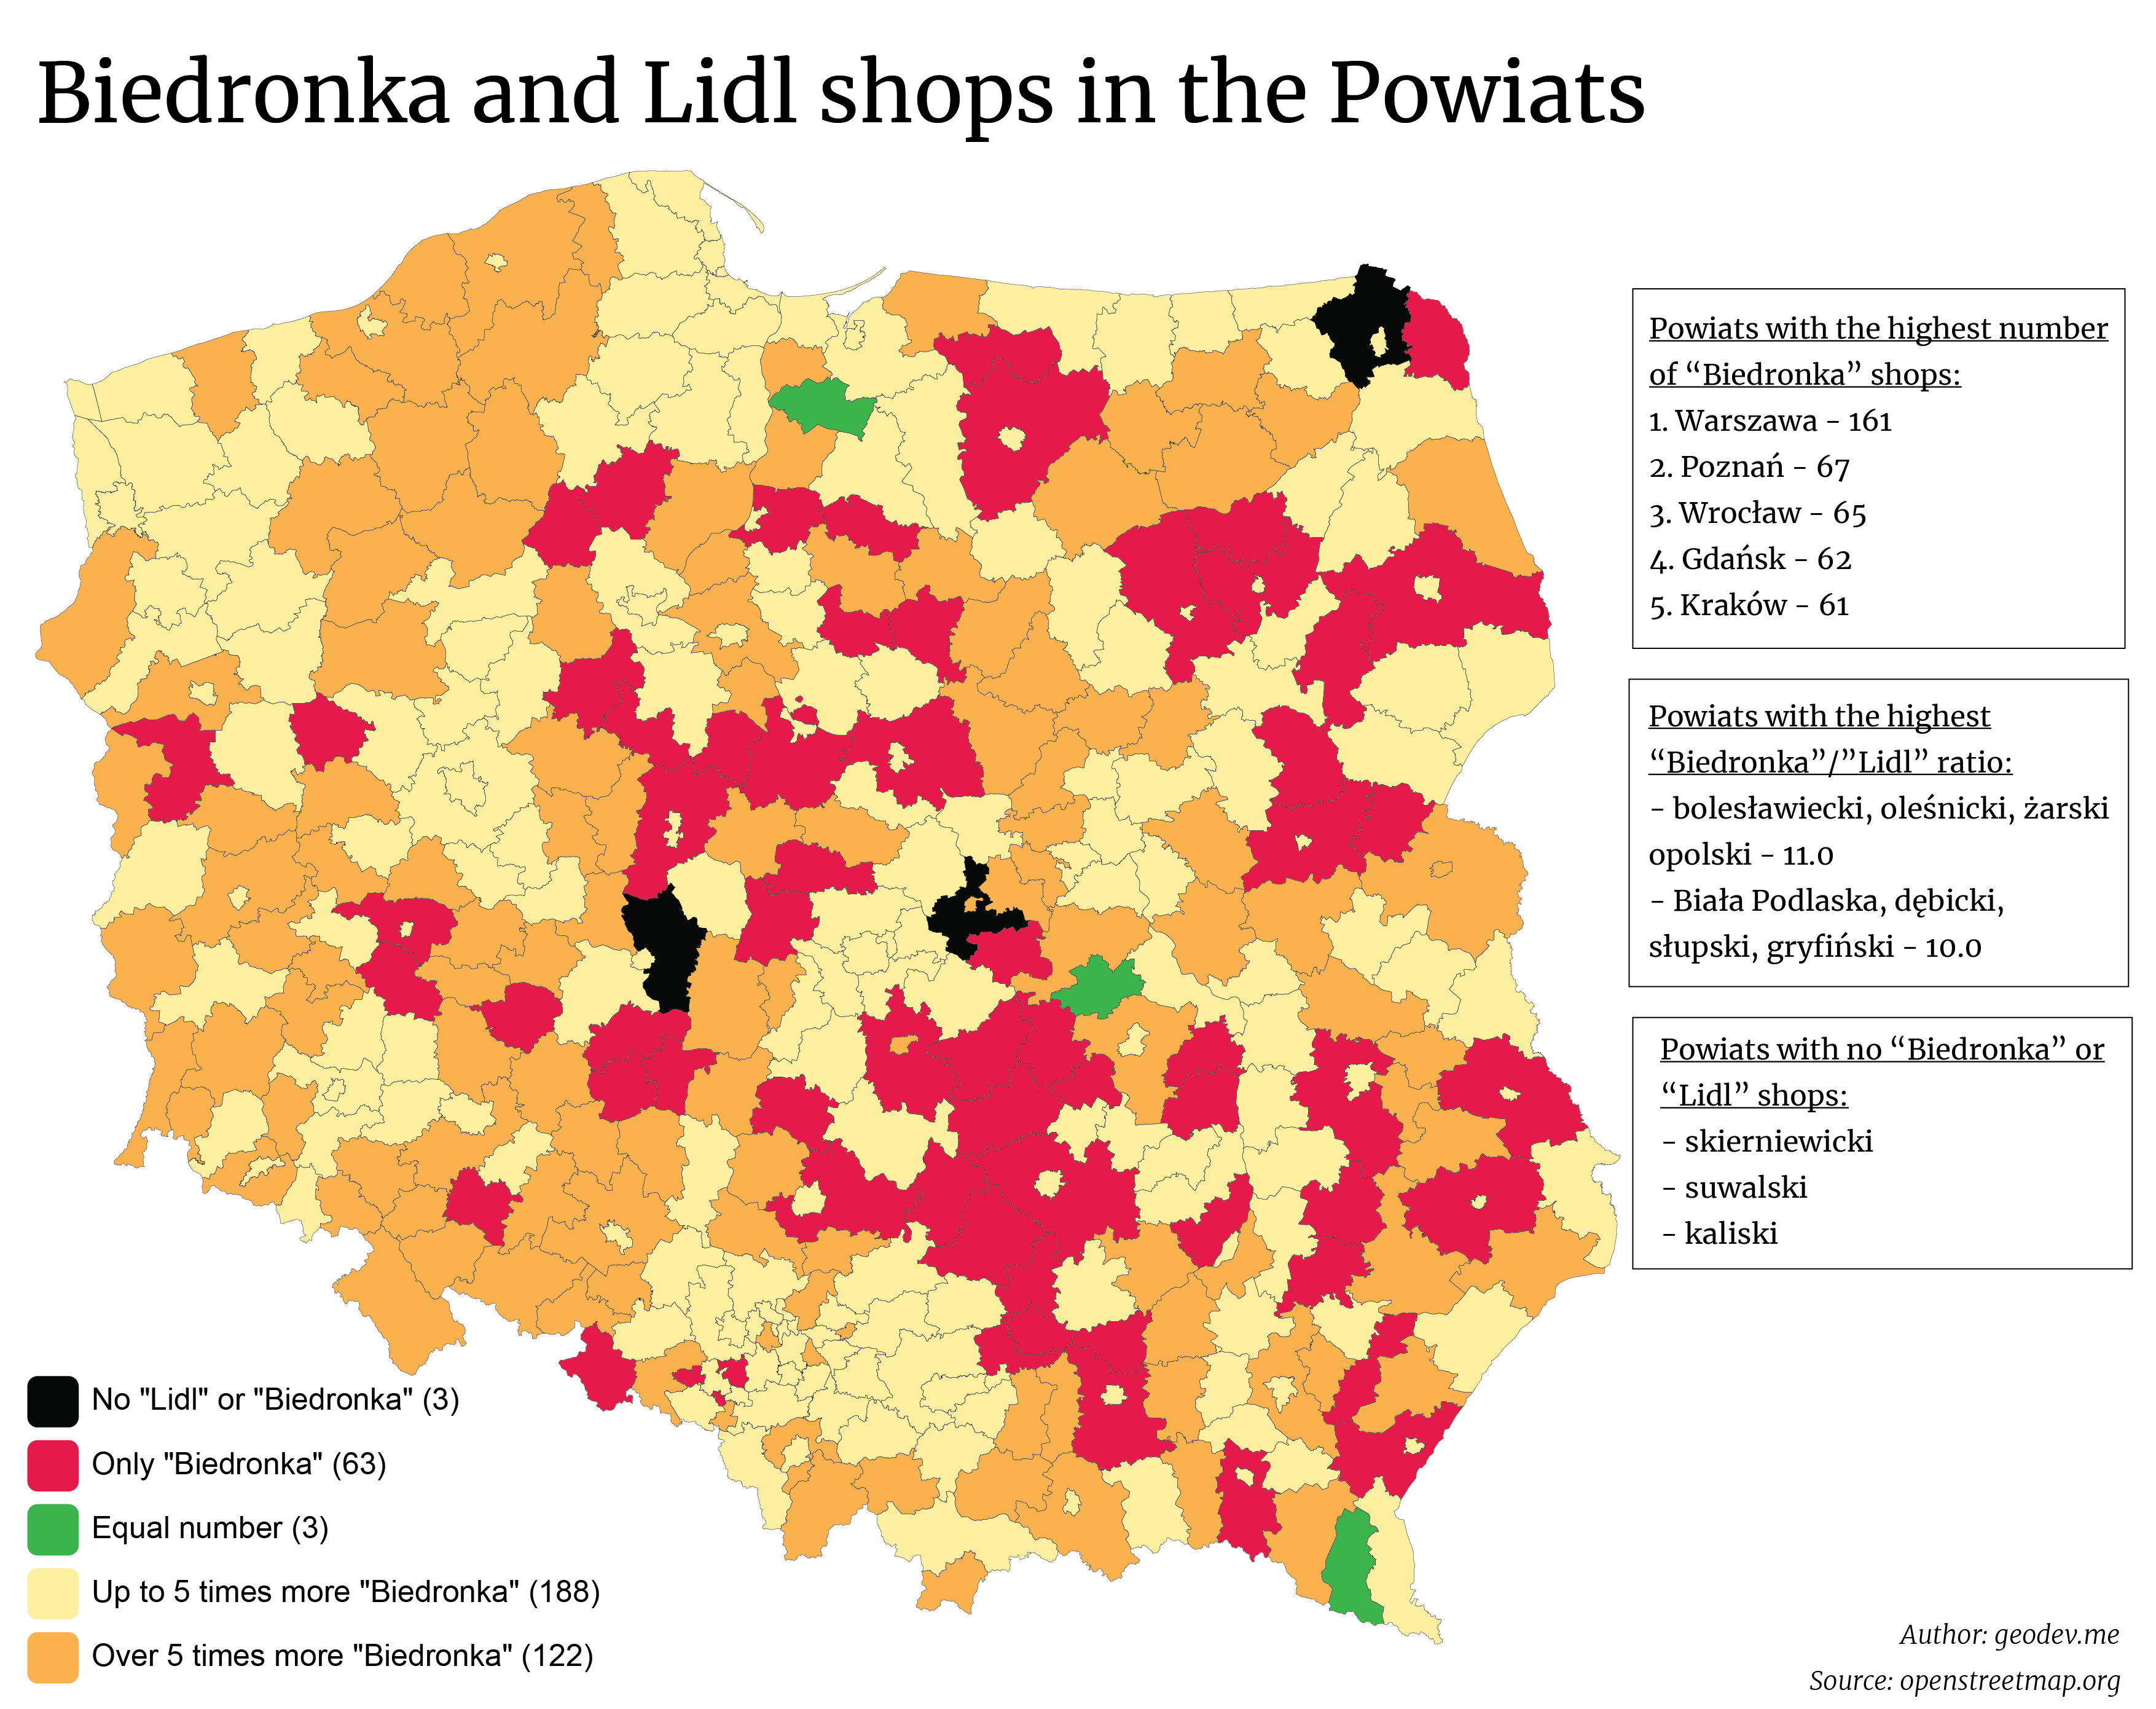 Biedronka and Lidl shops in the Powiats
Powiats with the highest number
of “Biedronka” shops:
1. Warszawa - 161
2. Poznań - 67
3. Wrocław - 65
4. Gdańsk - 62
5. Kraków - 61
Powiats with the highest
“Biedronka”/”Lidl” ratio:
- bolesławiecki, oleśnicki, żarski
opolski - 11.0
- Biała Podlaska, dębicki,
słupski, gryfiński - 10.0
Powiats with no “Biedronka” or
“Lidl” shops:
- skierniewicki
- suwalski
- kaliski
No "Lidl" or "Biedronka" (3)
Only "Biedronka" (63)
Equal number (3)
Up to 5 times more "Biedronka" (188)
Over 5 times more "Biedronka" (122)
Author: geodev.me
Source: openstreetmap.org